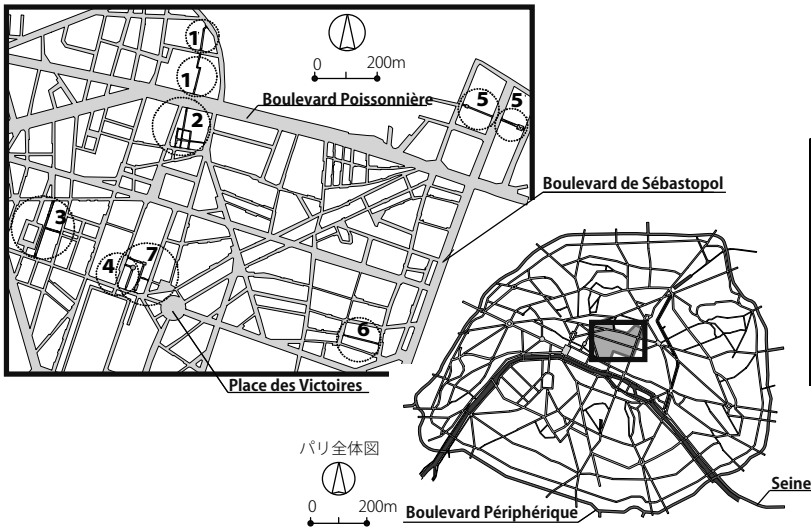 1
1
0 200m
Boulevard Poissonnière
5
5
2
Boulevard de Sébastopol
3
4
7
6
Place des Victoires
パリ全体図
0 200m
Boulevard Périphérique
Seine